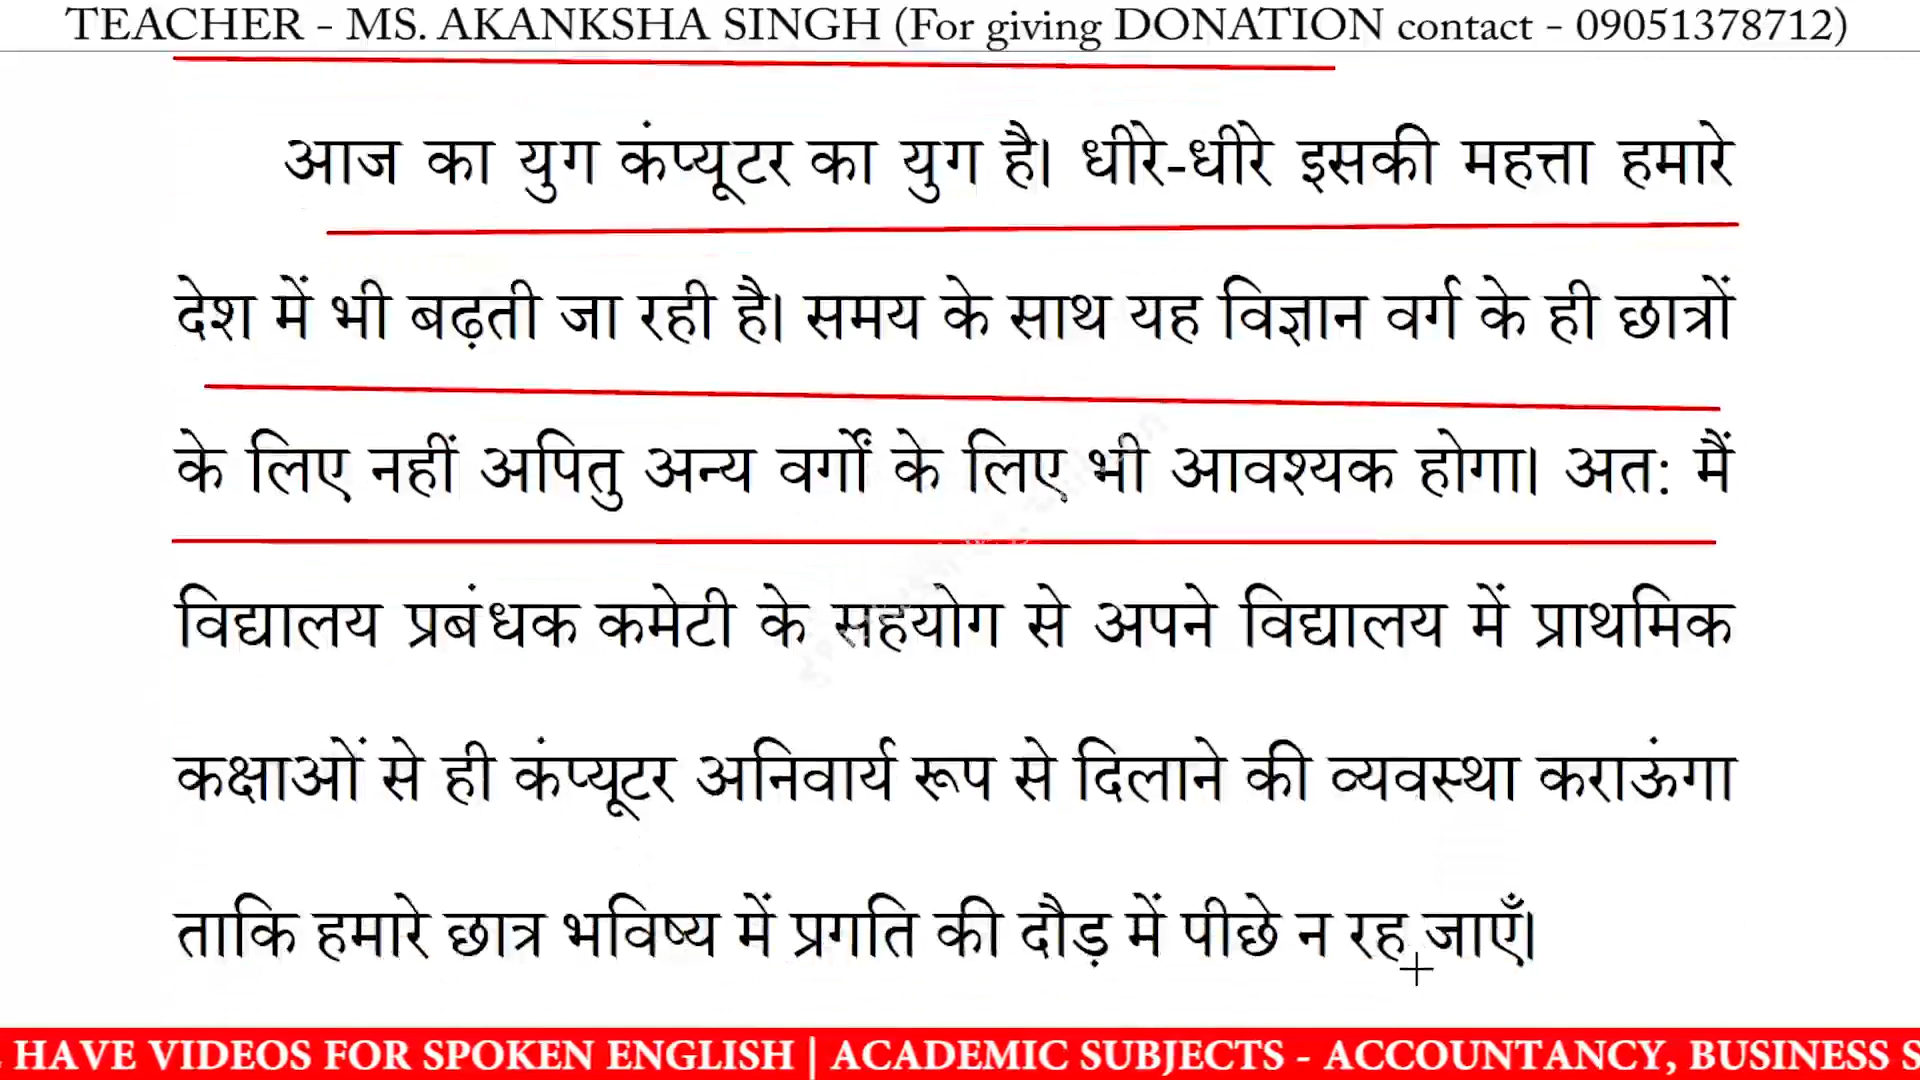 TEACHER - MS. AKANKSHA SINGH (For giving DONATION contact - 09051378712)
आज का युग कंप्यूटर का युग है। धीरे-धीरे इसकी महत्ता हमारे
देश में भी बढ़ती जा रही है। समय के साथ यह विज्ञान वर्ग के ही छात्रों
के लिए नहीं अपितु अन्य वर्गों के लिए भी आवश्यक होगा। अत: मैं
विद्यालय प्रबंधक कमेटी के सहयोग से अपने विद्यालय में प्राथमिक
कक्षाओं से ही कंप्यूटर अनिवार्य रूप से दिलाने की व्यवस्था कराऊंगा
ताकि हमारे छात्र भविष्य में प्रगति की दौड़ में पीछे न रह जाएँ।
HAVE VIDEOS FOR SPOKEN ENGLISH | ACADEMIC SUBJECTS - ACCOUNTANCY, BUSINESS S